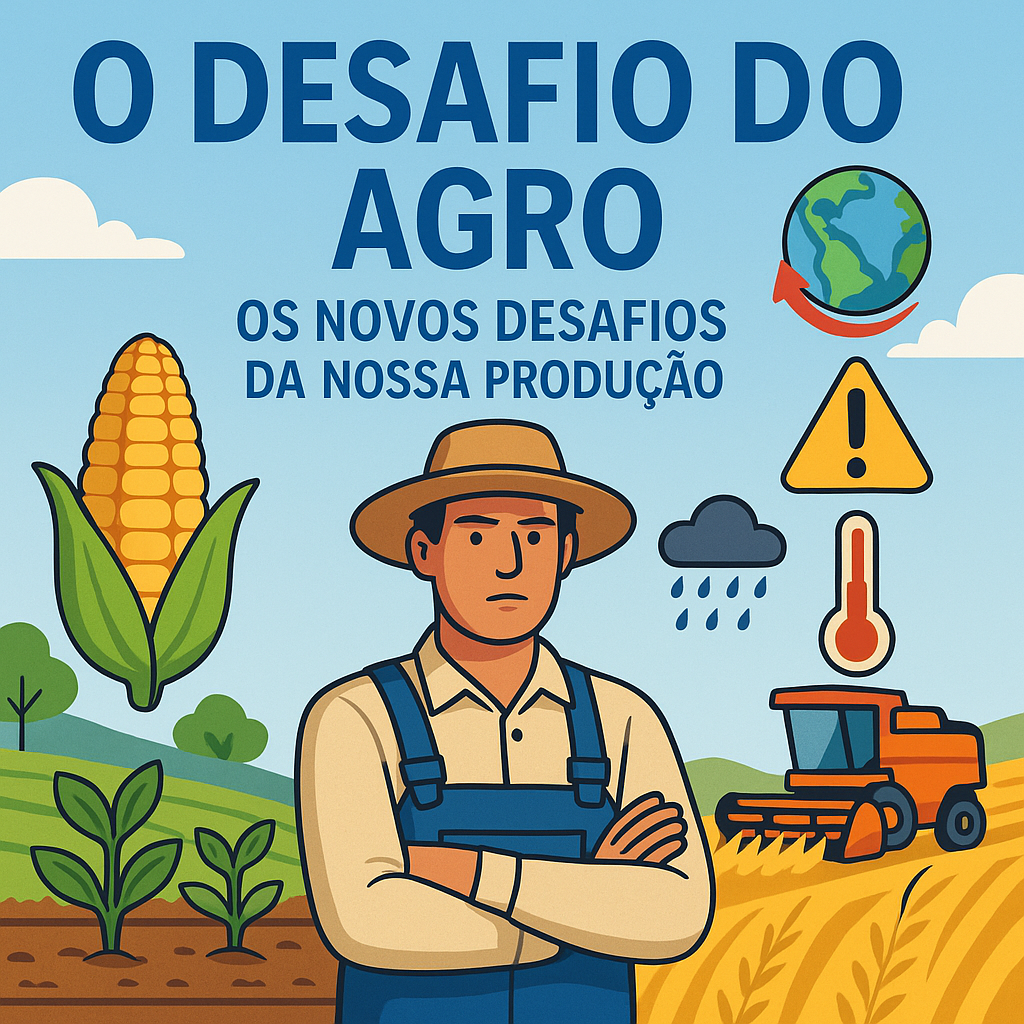 O DESAFIO DO
AGRO
OS NOVOS DESAFIOS
DA NOSSA PRODUÇÃO